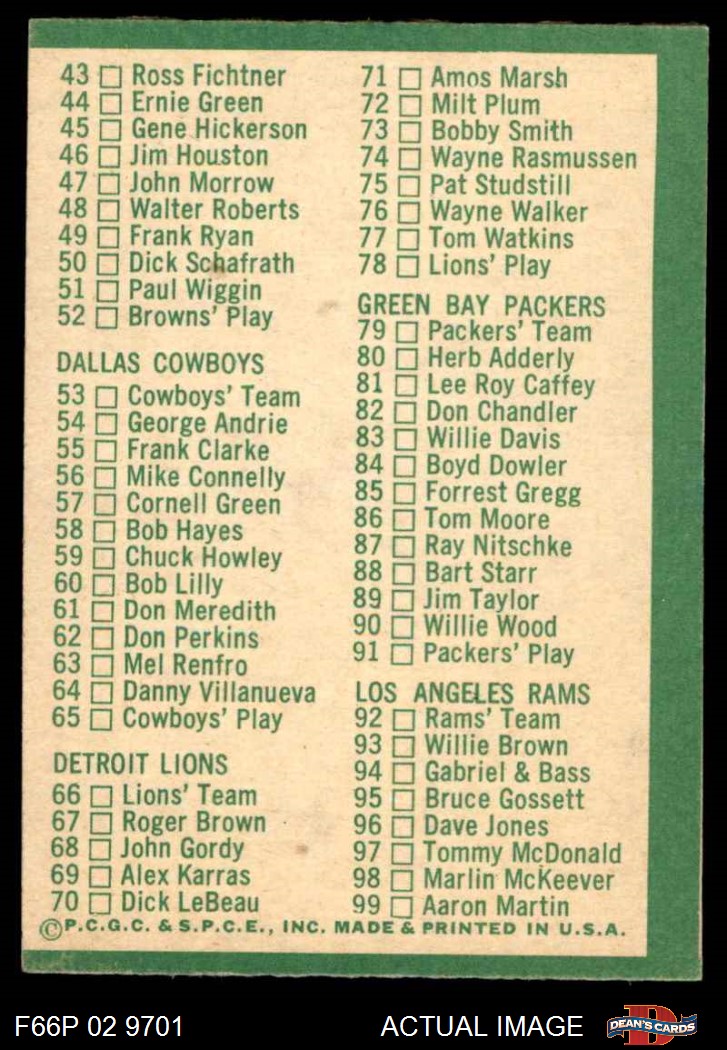 43 Ross Fichtner
44 Ernie Green
45 Gene Hickerson
46 Jim Houston
47 John Morrow
48 Walter Roberts
49 Frank Ryan
50 Dick Schafrath
51 Paul Wiggin
52 Browns' Play
DALLAS COWBOYS
53 Cowboys' Team
54 George Andrie
55 Frank Clarke
56 Mike Connelly
57 Cornell Green
58 Bob Hayes
59 Chuck Howley
60 Bob Lilly
61 Don Meredith
62 Don Perkins
63 Mel Renfro
64 Danny Villanueva
65 Cowboys' Play
DETROIT LIONS
66 Lions' Team
67 Roger Brown
68 John Gordy
69 Alex Karras
70 Dick LeBeau
71 Amos Marsh
72 Milt Plum
73 Bobby Smith
74 Wayne Rasmussen
75 Pat Studstill
76 Wayne Walker
77 Tom Watkins
78 Lions' Play
GREEN BAY PACKERS
79 Packers' Team
80 Herb Adderly
81 Lee Roy Caffey
82 Don Chandler
83 Willie Davis
84 Boyd Dowler
85 Forrest Gregg
86 Tom Moore
87 Ray Nitschke
88 Bart Starr
89 Jim Taylor
90 Willie Wood
91 Packers' Play
LOS ANGELES RAMS
92 Rams' Team
93 Willie Brown
94 Gabriel & Bass
95 Bruce Gossett
96 Dave Jones
97 Tommy McDonald
98 Marlin McKeever
99 Aaron Martin
©P.C.G.C. & S.P.C.E., INC. MADE & PRINTED IN U.S.A.
F66P 02 9701
ACTUAL IMAGE
D
DEAN'S CARDS